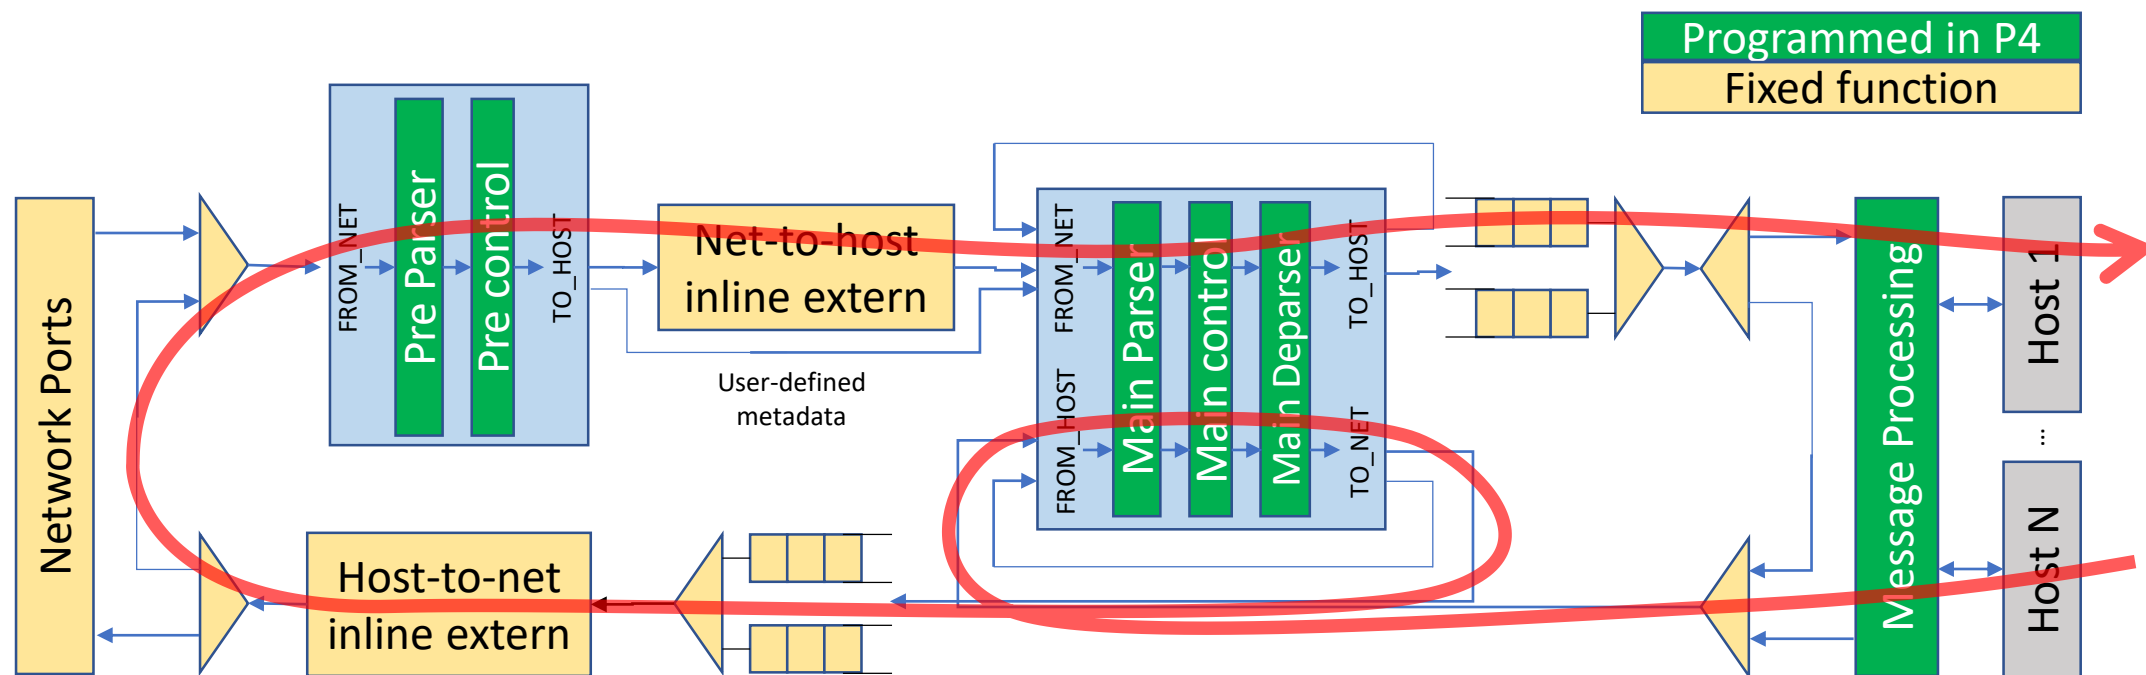 Programmed in P4
Fixed function
Network Ports
FROM_NET
Pre Parser
Pre control
TO_HOST
Net-to-host
inline extern
User-defined
metadata
FROM_NET
FROM_HOST
Main Parser
Main control
Main Deparser
TO_HOST
TO_NET
Message Processing
Host 1
...
Host N
Host-to-net
inline extern